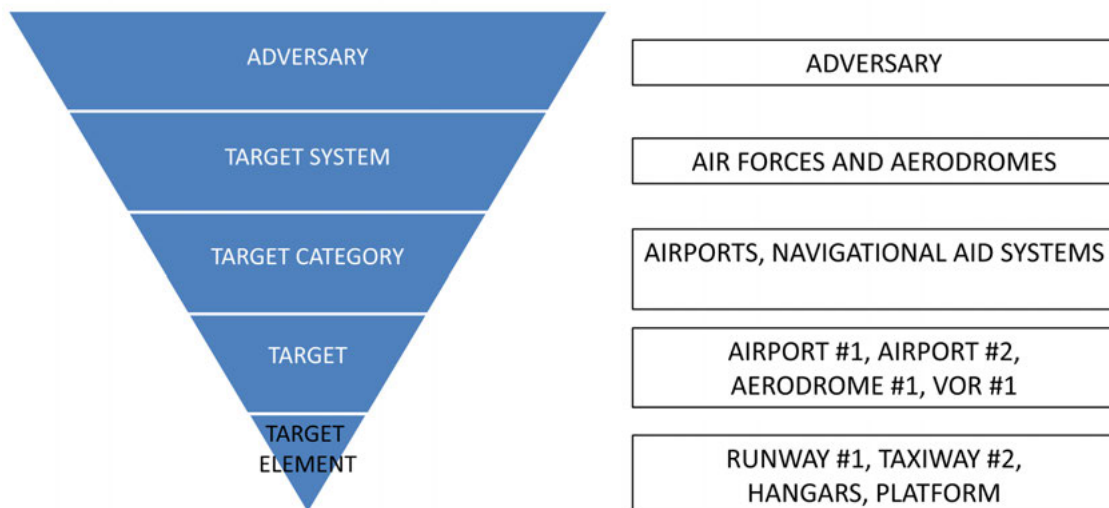 ADVERSARY
ADVERSARY
TARGET SYSTEM
AIR FORCES AND AERODROMES
TARGET CATEGORY
AIRPORTS, NAVIGATIONAL AID SYSTEMS
TARGET
AIRPORT #1, AIRPORT #2,
AERODROME #1, VOR #1
TARGET
ELEMENT
RUNWAY #1, TAXIWAY #2,
HANGARS, PLATFORM